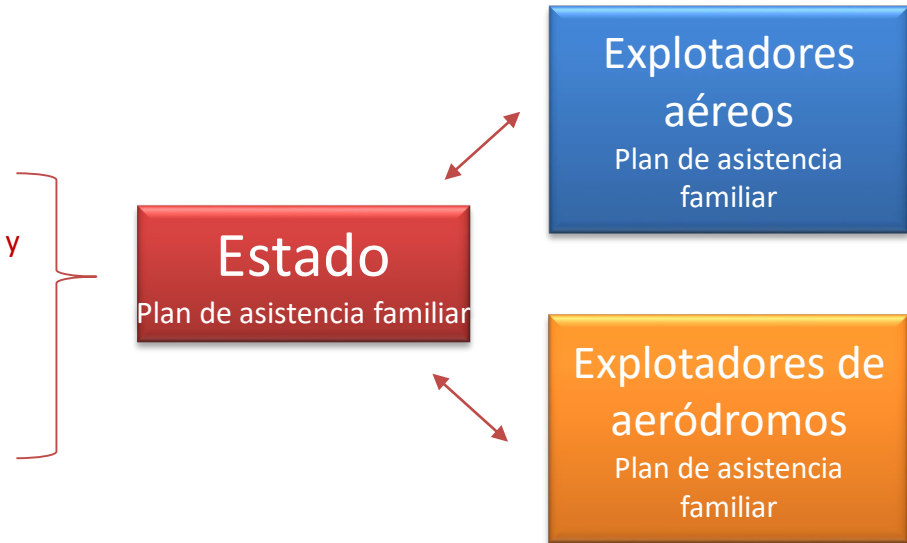 y
Estado
Plan de asistencia familiar
Explotadores
aéreos
Plan de asistencia
familiar
Explotadores de
aeródromos
Plan de asistencia
familiar